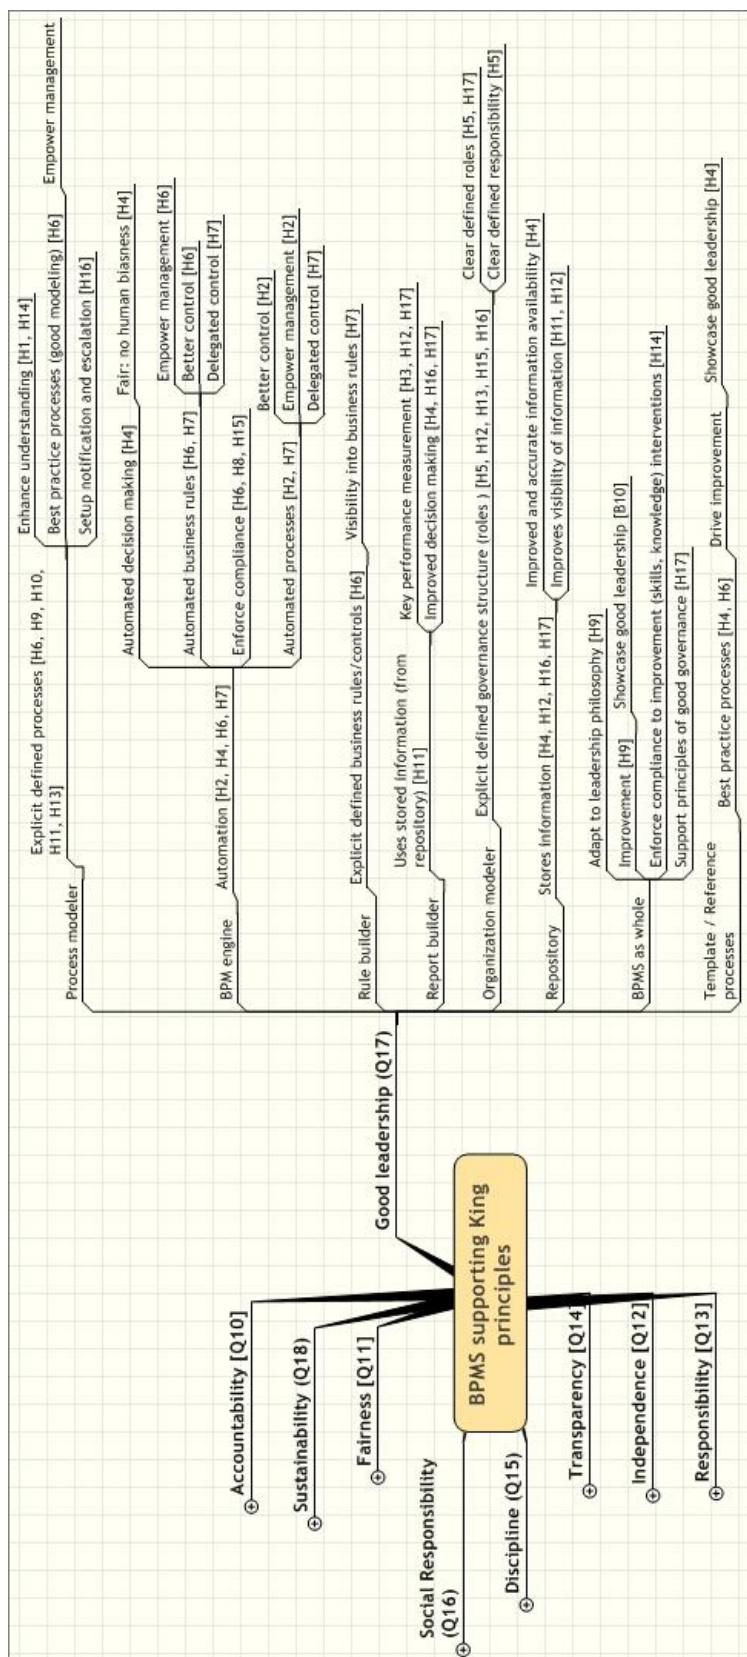 BPMS supporting King
principles
Good leadership (Q17)
Process modeler
Explicit defined processes [H6, H9, H10,
H11, H13]
Enhance understanding [H1, H14]
Best practice processes (good modeling) [H6]
Empower management
Setup notification and escalation [H16]
BPM engine
Automation [H2, H4, H6, H7]
Automated decision making [H4]
Fair: no human biasness [H4]
Automated business rules [H6, H7]
Empower management [H6]
Better control [H6]
Delegated control [H7]
Enforce compliance [H6, H8, H15]
Automated processes [H2, H7]
Better control [H2]
Empower management [H2]
Delegated control [H7]
Rule builder
Explicit defined business rules/controls [H6]
Visibility into business rules [H7]
Report builder
Uses stored information (from
repository) [H11]
Key performance measurement [H3, H12, H17]
Improved decision making [H4, H16, H17]
Organization modeler
Explicit defined governance structure (roles ) [H5, H12, H13, H15, H16]
Clear defined roles [H5, H17]
Clear defined responsibility [H5]
Repository
Stores information [H4, H12, H16, H17]
Improved and accurate information availability [H4]
Improves visibility of information [H11, H12]
BPMS as whole
Adapt to leadership philosophy [H9]
Improvement [H9]
Showcase good leadership [B10]
Enforce compliance to improvement (skills, knowledge) interventions [H14]
Support principles of good governance [H17]
Template / Reference
processes
Best practice processes [H4, H6]
Drive improvement
Showcase good leadership [H4]
Accountability [Q10]
Sustainability (Q18)
Fairness [Q11]
Social Responsibility
(Q16)
Discipline (Q15)
Transparency [Q14]
Independence [Q12]
Responsibility [Q13]